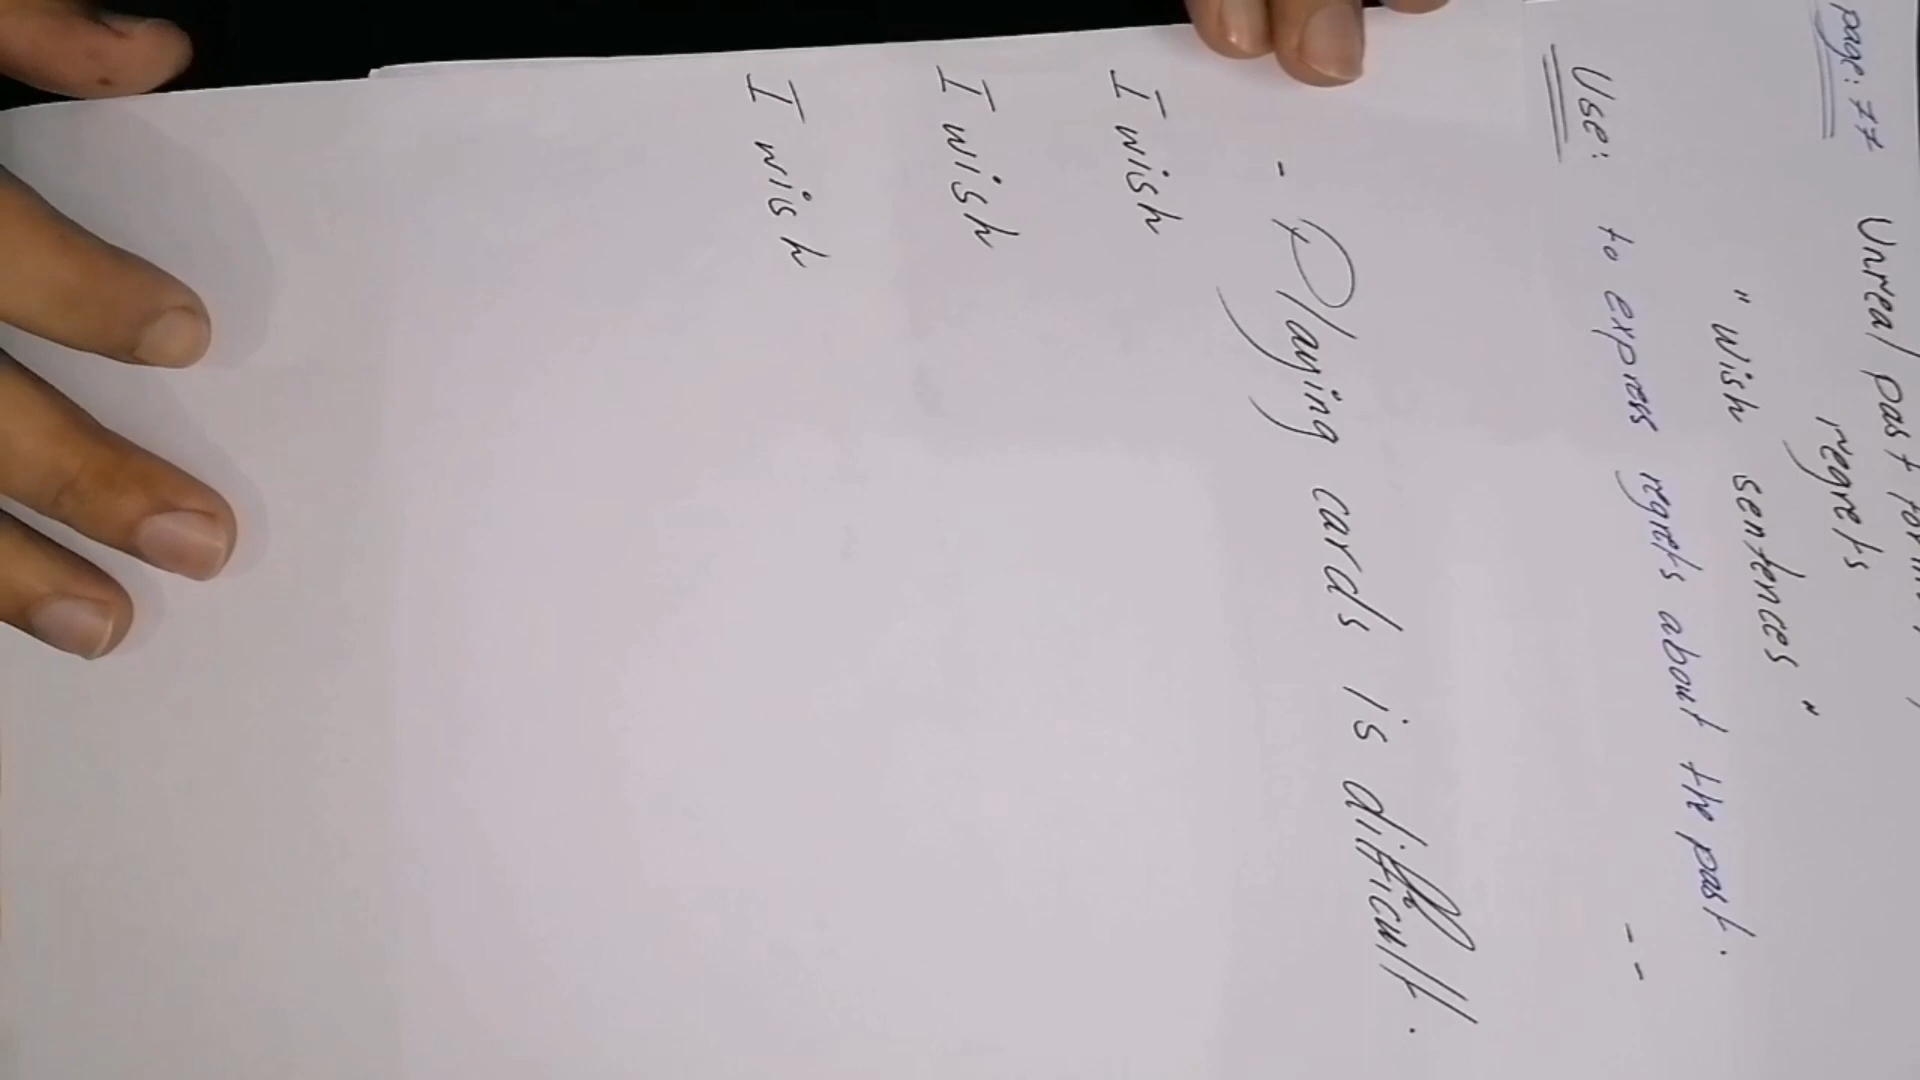 page: 77 Unreal past
regrets
" wish sentences "
Use: to express regrets about the past.
- -
- Playing cards is difficult.
I wish
I wish
I wish